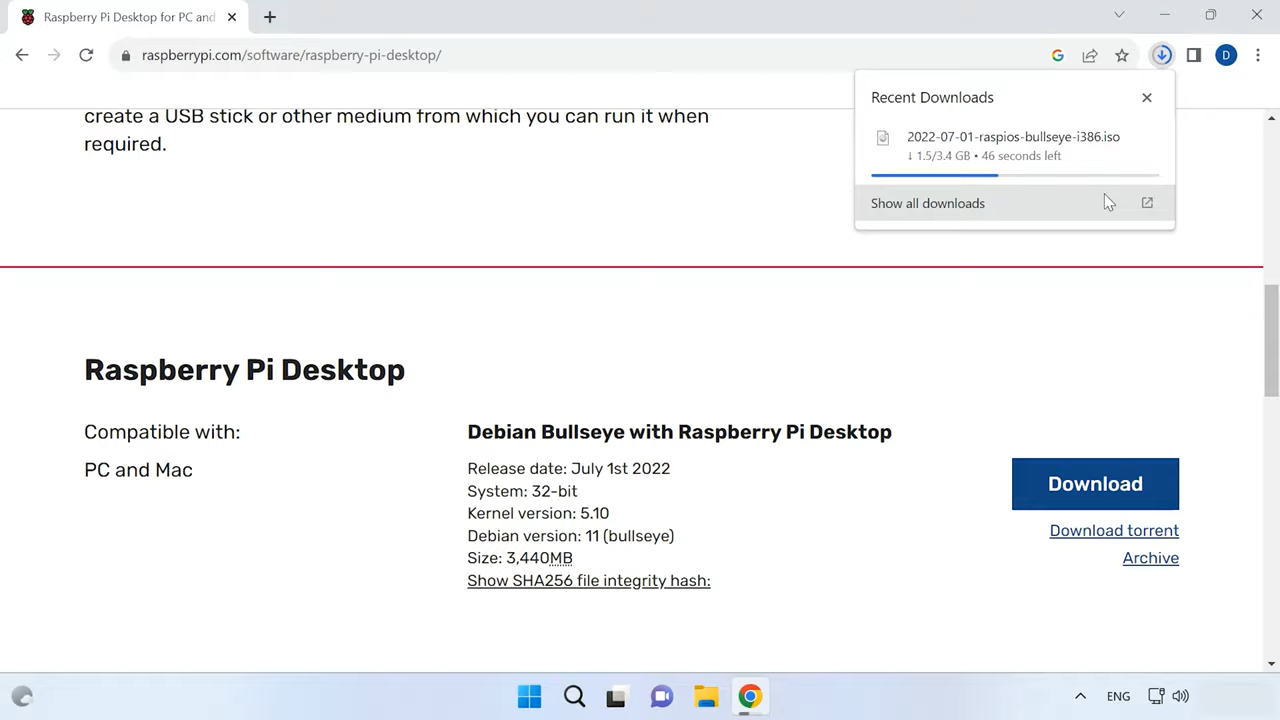 Raspberry Pi Desktop for PC and
raspberrypi.com/software/raspberry-pi-desktop/
G
D
Recent Downloads
2022-07-01-raspios-bullseye-i386.iso
↓ 1.5/3.4 GB • 46 seconds left
Show all downloads
create a USB stick or other medium from which you can run it when
required.
Raspberry Pi Desktop
Compatible with:
PC and Mac
Debian Bullseye with Raspberry Pi Desktop
Release date: July 1st 2022
System: 32-bit
Kernel version: 5.10
Debian version: 11 (bullseye)
Size: 3,440MB
Show SHA256 file integrity hash:
Download
Download torrent
Archive
ENG